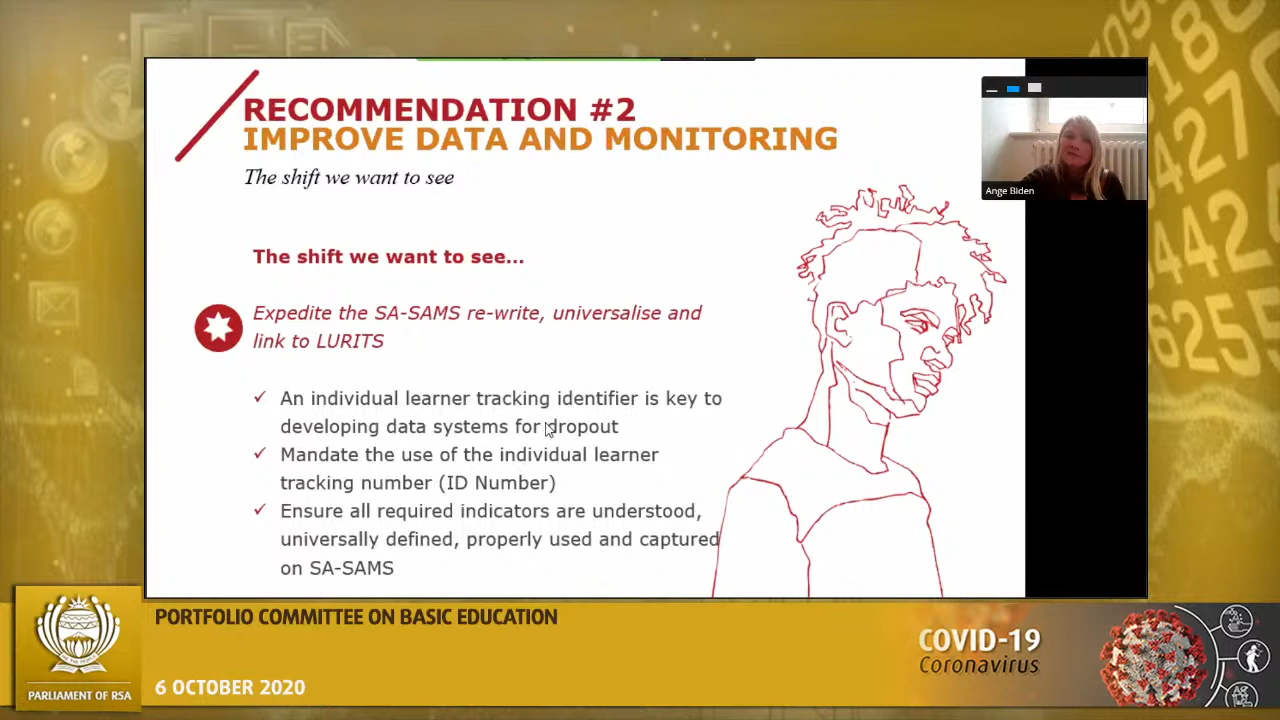 RECOMMENDATION #2
IMPROVE DATA AND MONITORING
The shift we want to see
Ange Biden
The shift we want to see...
Expedite the SA-SAMS re-write, universalise and
link to LURITS
✓ An individual learner tracking identifier is key to
developing data systems for dropout
✓ Mandate the use of the individual learner
tracking number (ID Number)
✓ Ensure all required indicators are understood,
universally defined, properly used and captured
on SA-SAMS
PORTFOLIO COMMITTEE ON BASIC EDUCATION
6 OCTOBER 2020
PARLIAMENT OF RSA
COVID-19
Coronavirus